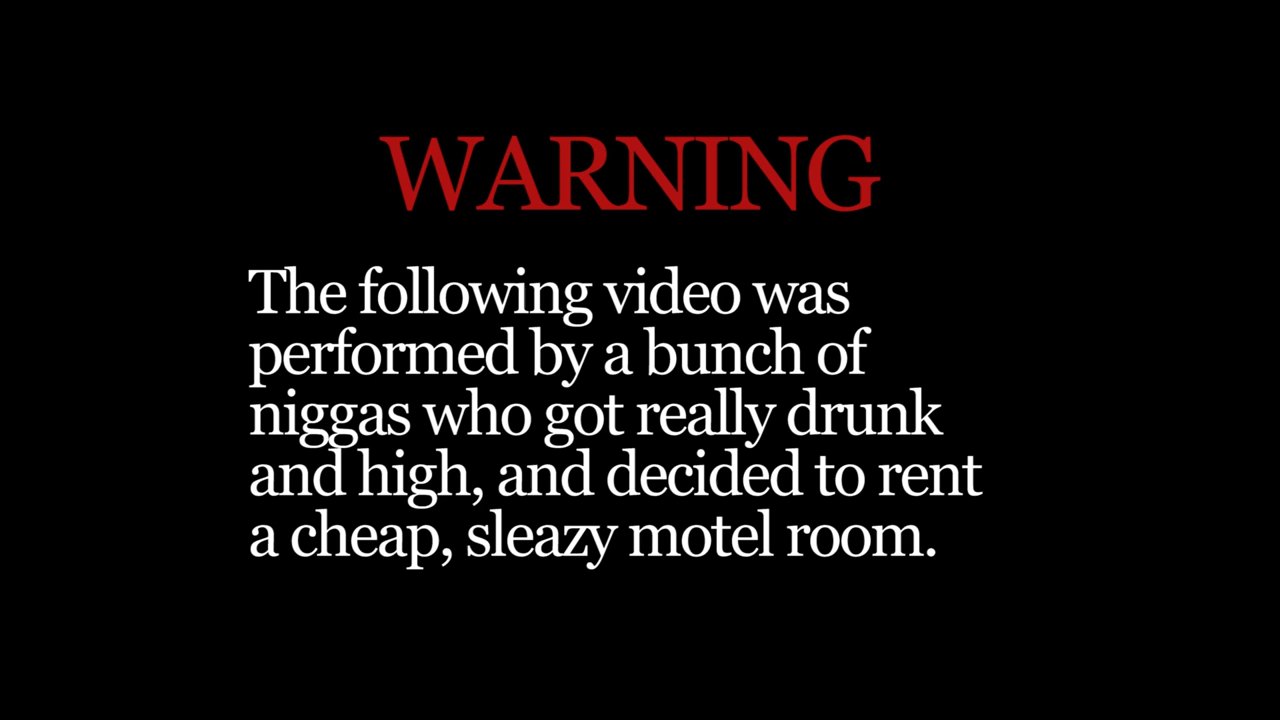 WARNING
The following video was
performed by a bunch of
niggas who got really drunk
and high, and decided to rent
a cheap, sleazy motel room.